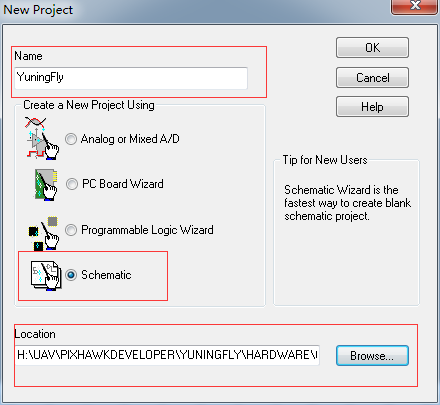 New Project
Name
YuningFly
OK
Cancel
Help
Create a New Project Using
Analog or Mixed A/D
PC Board Wizard
Programmable Logic Wizard
Schematic
Tip for New Users
Schematic Wizard is the
fastest way to create blank
schematic project.
Location
H:\UAV\PIXHAWKDEVELOPER\YUNINGFLY\HARDWARE\
Browse...